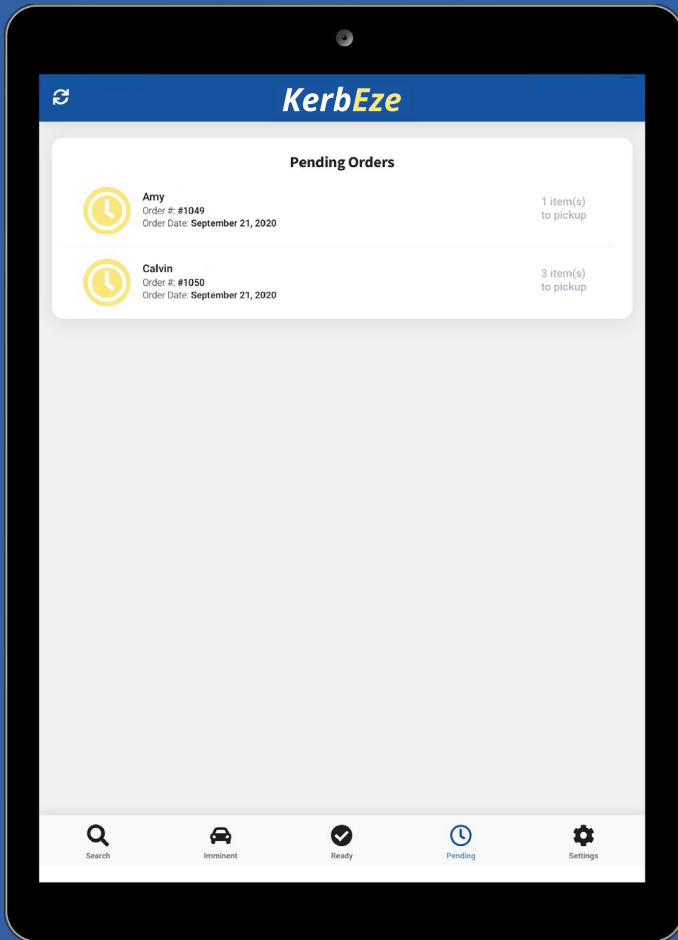 KerbEze
Pending Orders
Amy
Order #: #1049
Order Date: September 21, 2020
1 item(s)
to pickup
Calvin
Order #: #1050
Order Date: September 21, 2020
3 item(s)
to pickup
Search
Imminent
Ready
Pending
Settings